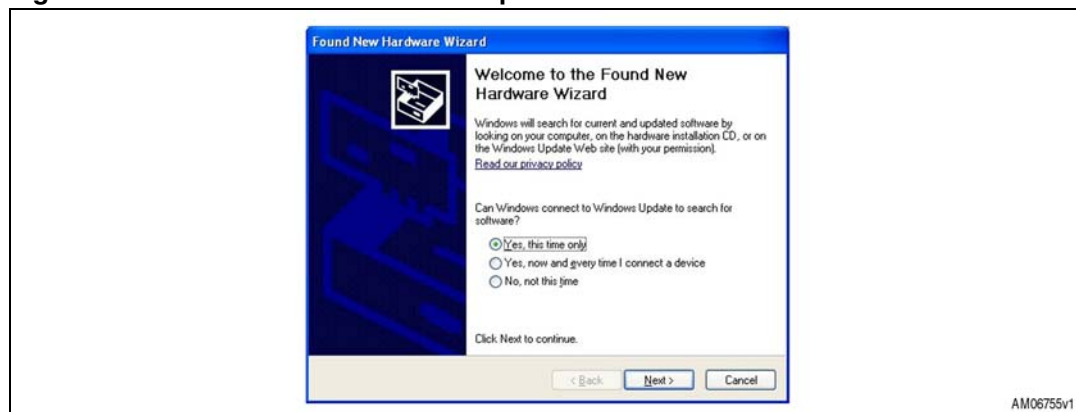 Found New Hardware Wizard
Welcome to the Found New
Hardware Wizard
Windows will search for current and updated software by
looking on your computer, on the hardware installation CD, or on
the Windows Update Web site (with your permission).
Read our privacy policy
Can Windows connect to Windows Update to search for
software?
Yes, this time only
Yes, now and every time I connect a device
No, not this time
Click Next to continue.
< Back Next > Cancel
AM06755v1